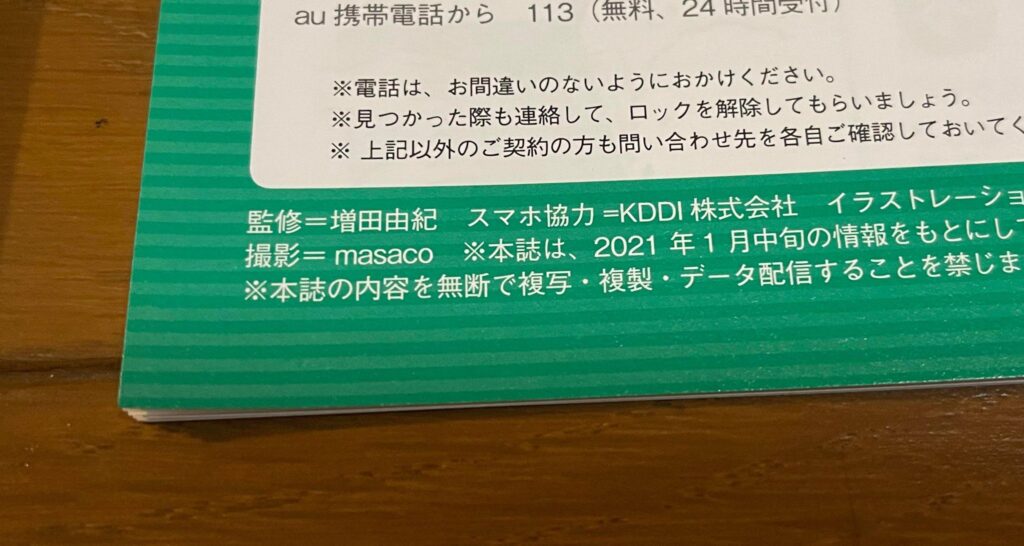 au 携帯電話から 113（無料、24 時間受付）
※電話は、お間違いのないようにおかけください。
※見つかった際も連絡して、ロックを解除してもらいましょう。
※ 上記以外のご契約の方も問い合わせ先を各自ご確認しておいてく
監修＝増田由紀 スマホ協力=KDDI 株式会社 イラストレーショ
撮影＝ masaco ※本誌は、2021 年 1 月中旬の情報をもとにして
※本誌の内容を無断で複写・複製・データ配信することを禁じま